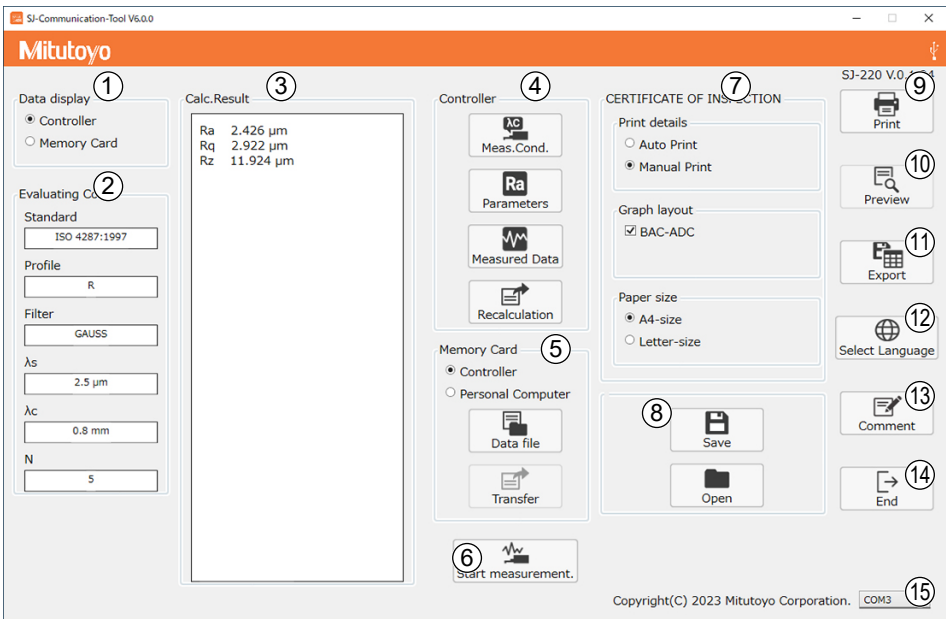 SJ-Communication-Tool V6.0.0
Mitutoyo
① Data display
Controller
Memory Card
② Evaluating
Standard
ISO 4287:1997
Profile
R
Filter
GAUSS
λs
2.5 μm
λc
0.8 mm
N
5
③ Calc.Result
Ra 2.426 μm
Rq 2.922 μm
Rz 11.924 μm
④ Controller
λC
Meas.Cond.
Ra
Parameters
Measured Data
Recalculation
⑤ Memory Card
Controller
Personal Computer
Data file
Transfer
⑥ Start measurement.
⑦ CERTIFICATE OF INSPECTION
Print details
Auto Print
Manual Print
Graph layout
BAC-ADC
Paper size
A4-size
Letter-size
⑧ Save
Open
SJ-220
⑨ Print
⑩ Preview
⑪ Export
⑫ Select Language
⑬ Comment
⑭ End
Copyright(C) 2023 Mitutoyo Corporation.
COM3 ⑮